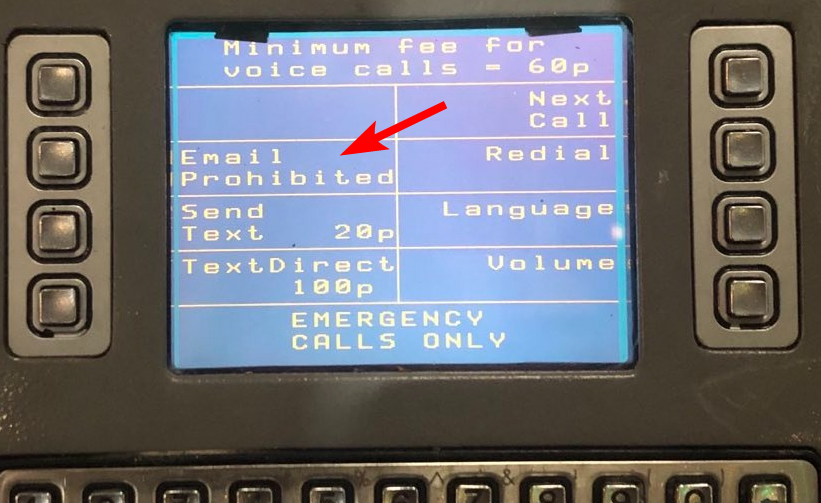 Minimum fee for
voice calls = 60p
Next
Call
Email
Prohibited
Redial
Send
Text 20p
Language
TextDirect
100p
Volume
EMERGENCY
CALLS ONLY